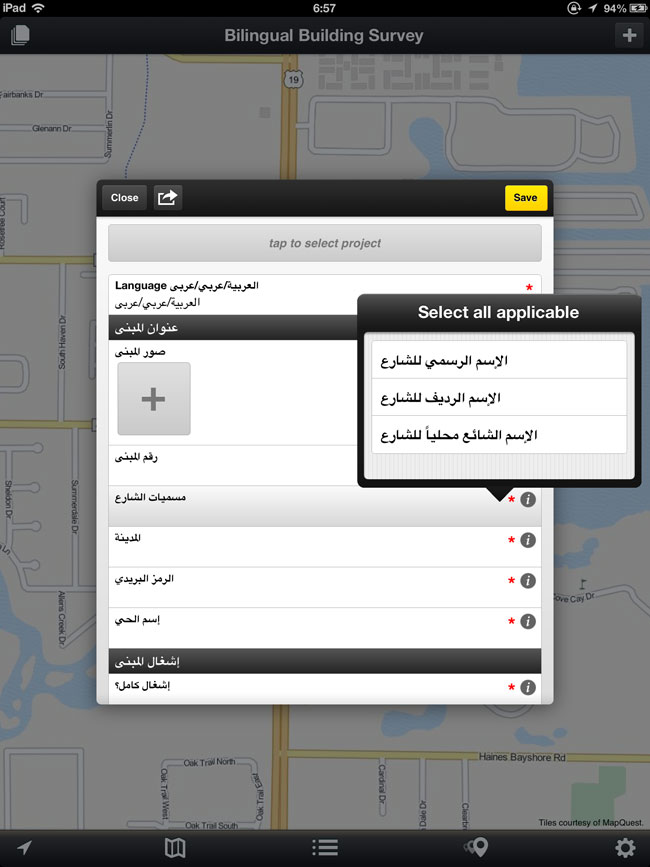 iPad
6:57
94%
Bilingual Building Survey
19
Fairbanks Dr
Glenann Dr
Summerlin Dr
Close
Save
tap to select project
Language العربية/عربي/عربى
*
العربية/عربي/عربى
Select all applicable
عنوان المبنى
صور المبنى
الإسم الرسمي للشارع
الإسم الرديف للشارع
الإسم الشائع محلياً للشارع
رقم المبنى
مسميات الشارع
*
المدينة
*
الرمز البريدي
*
إسم الحي
*
إشغال المبنى
إشغال كامل؟
*
South Haven Dr
Sheldon Dr
Summerdale Dr
Allens Creek Dr
Cove Cay Dr
Haines Bayshore Rd
Oak Trail North
Oak Trail West
Oak Trail East
Oak Trail South
Cardinal Dr
Dale Dr
Tiles courtesy of MapQuest.